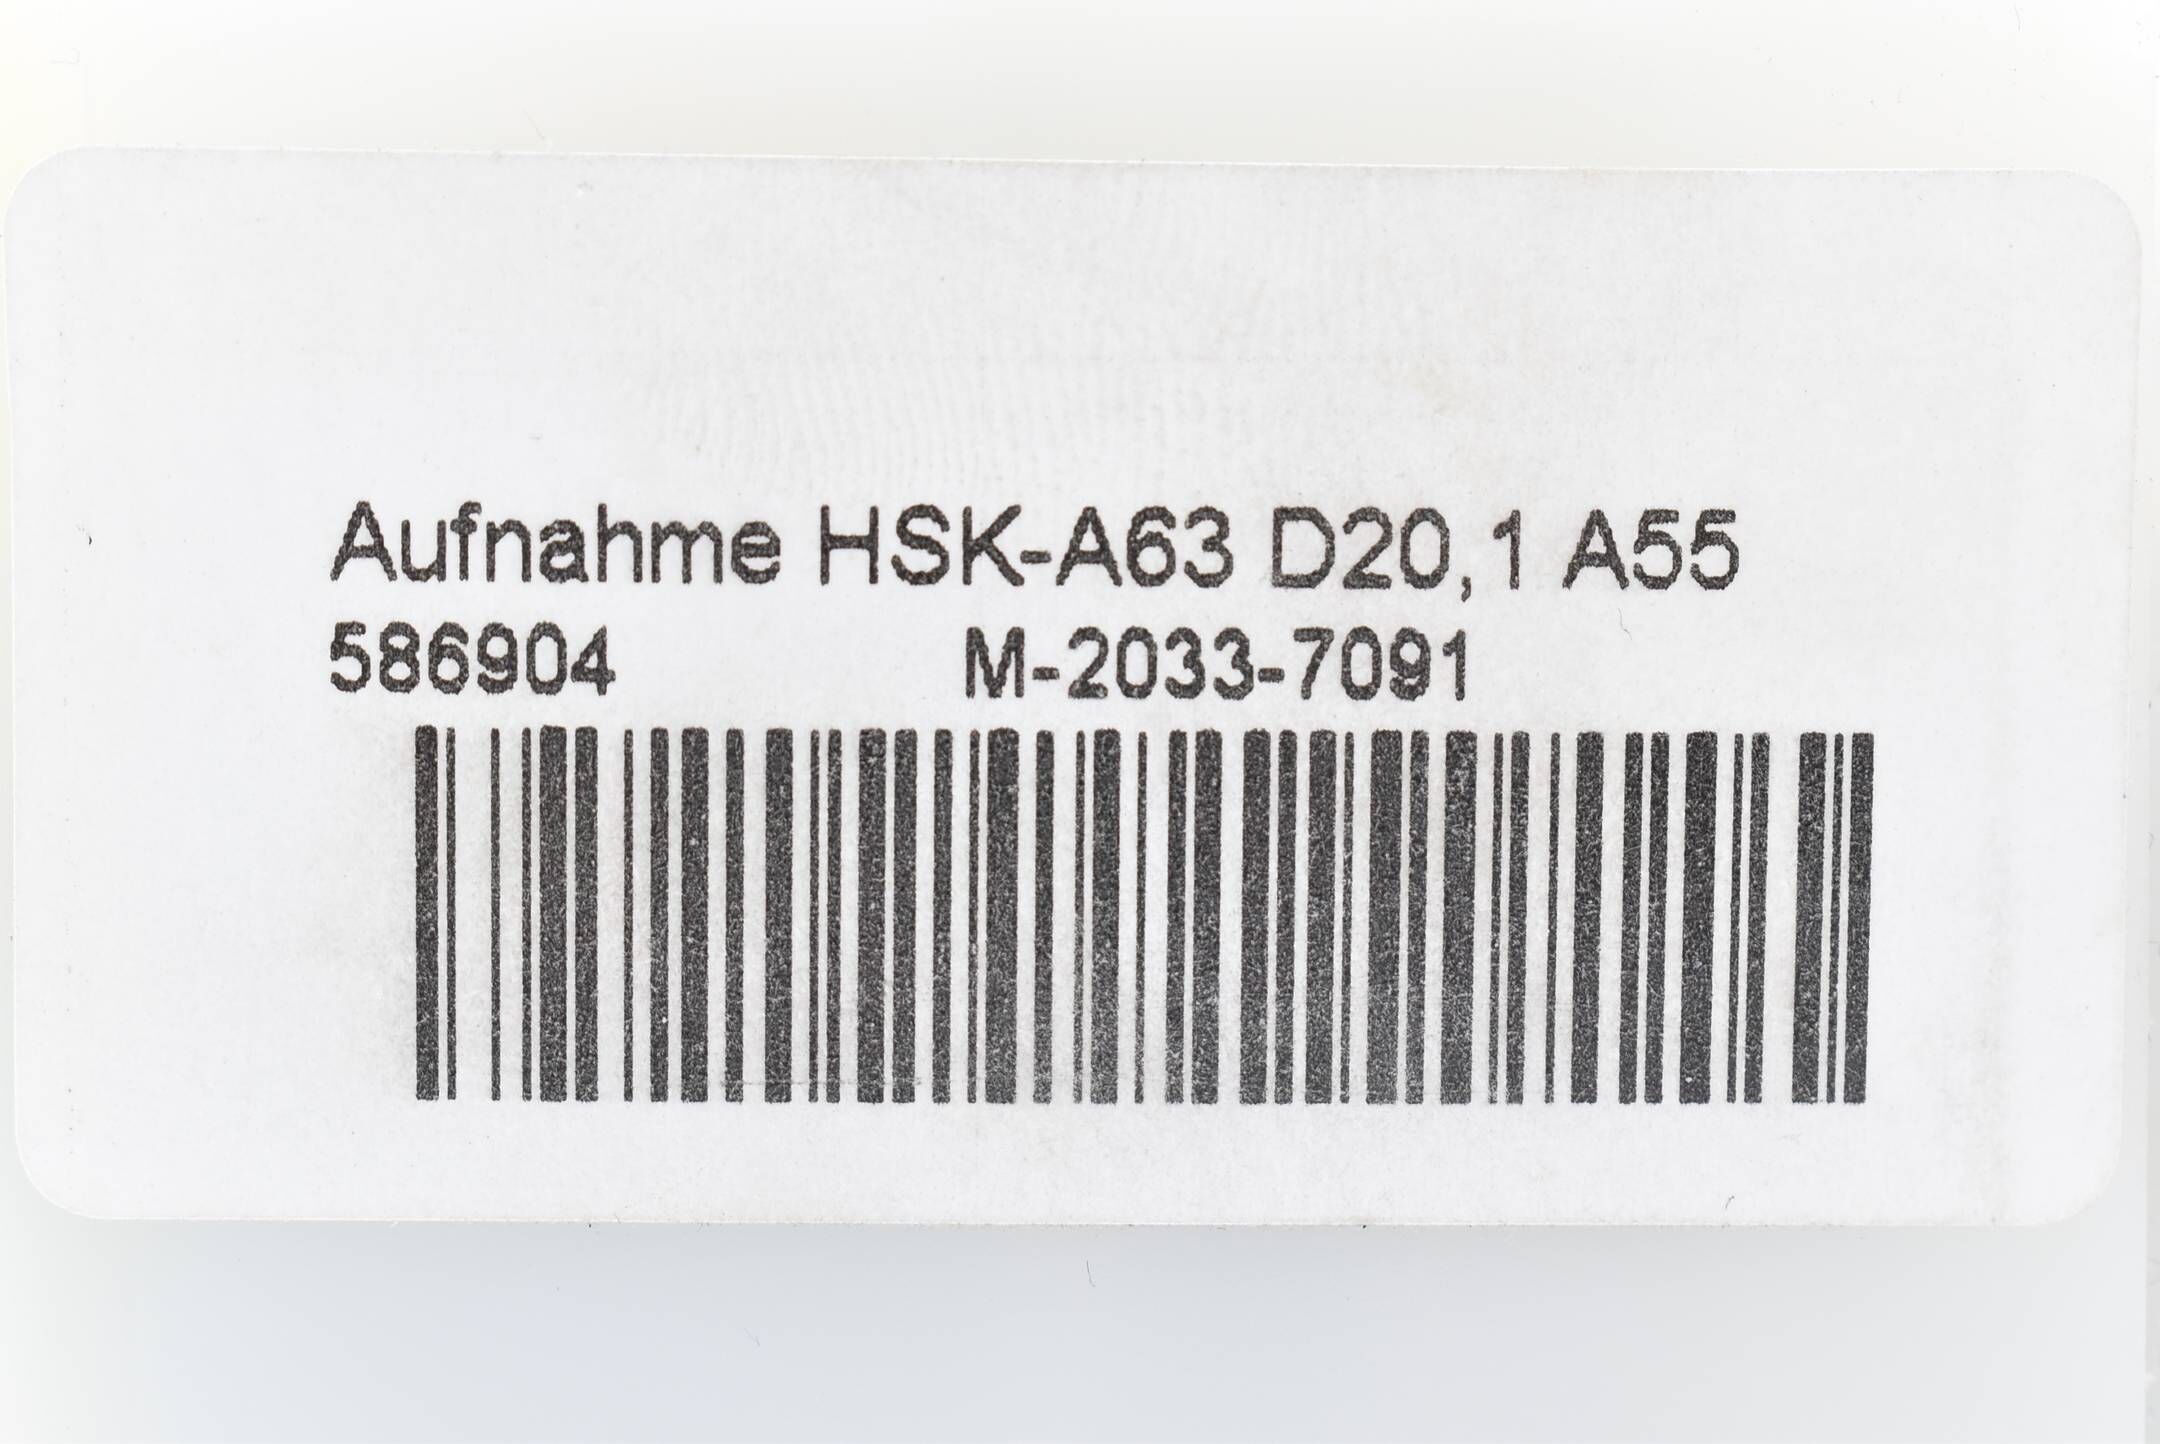 Aufnahme HSK-A63 D20,1 A55
586904 M-2033-7091